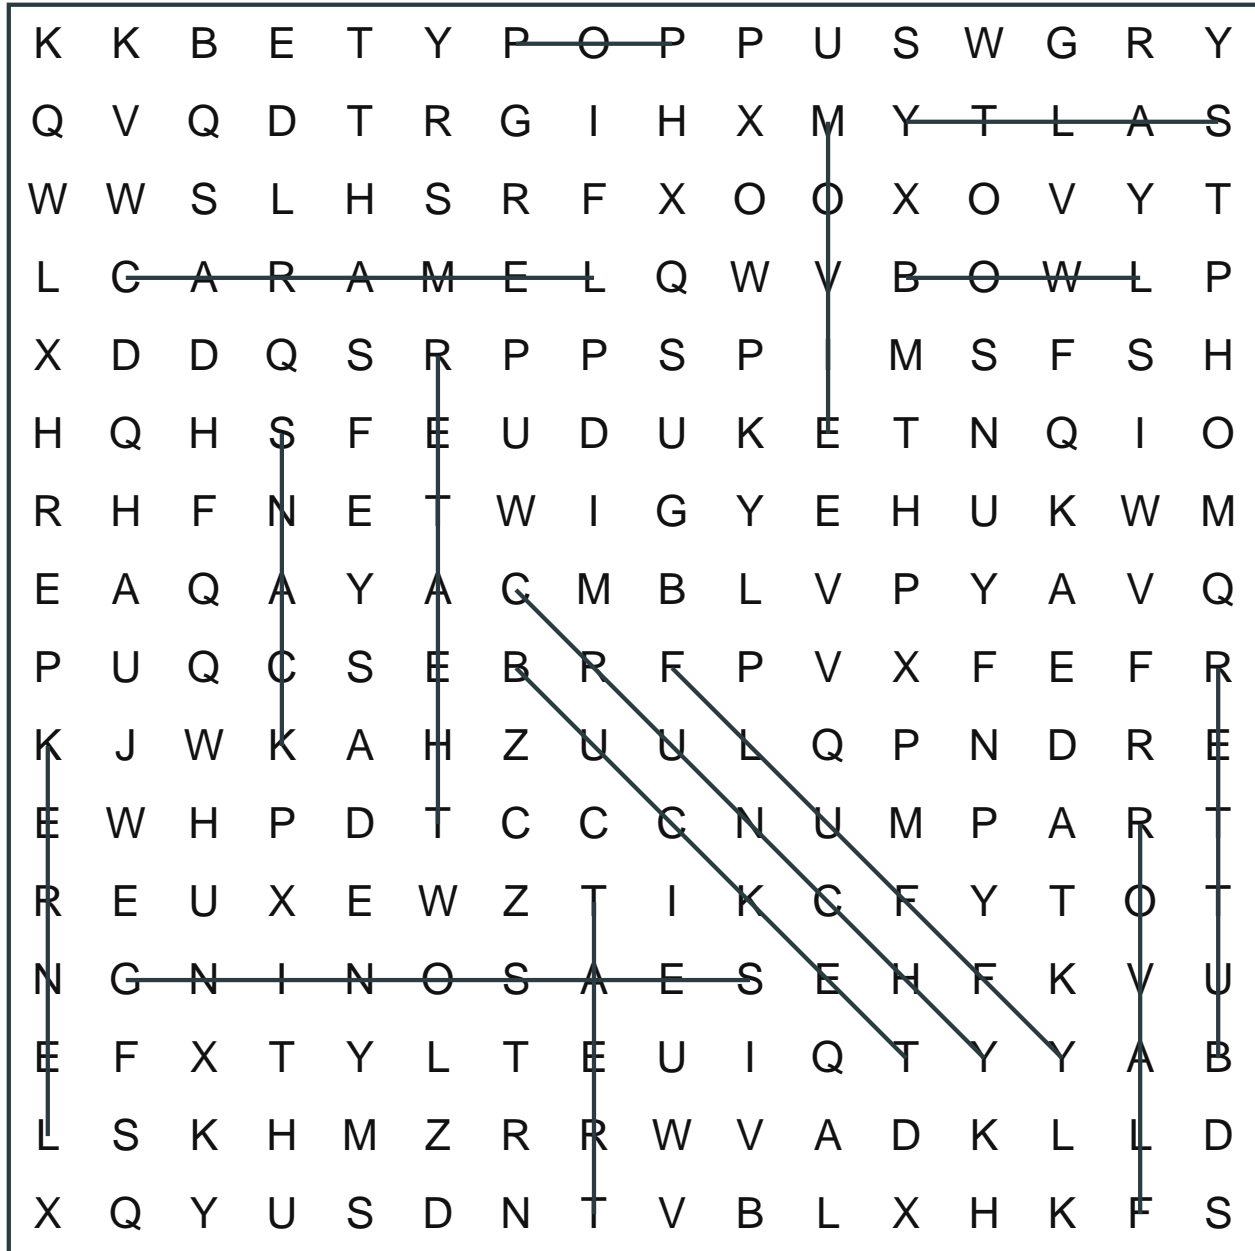 K K B E T Y P O P P U S W G R Y
Q V Q D T R G I H X M Y T L A S
W W S L H S R F X O O X O V Y T
L C A R A M E L Q W V B O W L P
X D D Q S R P P S P I M S F S H
H Q H S F E U D U K E T N Q I O
R H F N E T W I G Y E H U K W M
E A Q A Y A C M B L V P Y A V Q
P U Q C S E B R F P V X F E F R
K J W K A H Z U U L Q P N D R E
E W H P D T C C C N U M P A R T
R E U X E W Z T I K C F Y T O T
N G N I N O S A E S E H F K V U
E F X T Y L T E U I Q T Y Y A B
L S K H M Z R R W V A D K L L D
X Q Y U S D N T V B L X H K F S